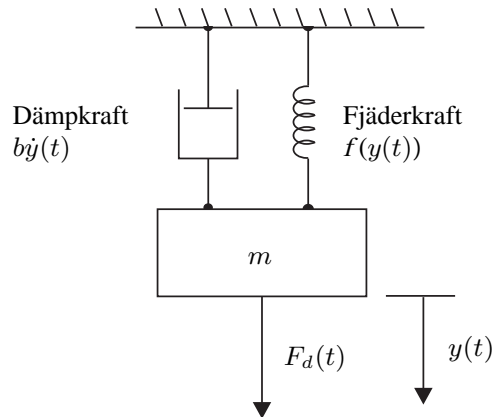 Dämpkraft
bẏ(t)
Fjäderkraft
f(y(t))
m
F_d(t)
y(t)